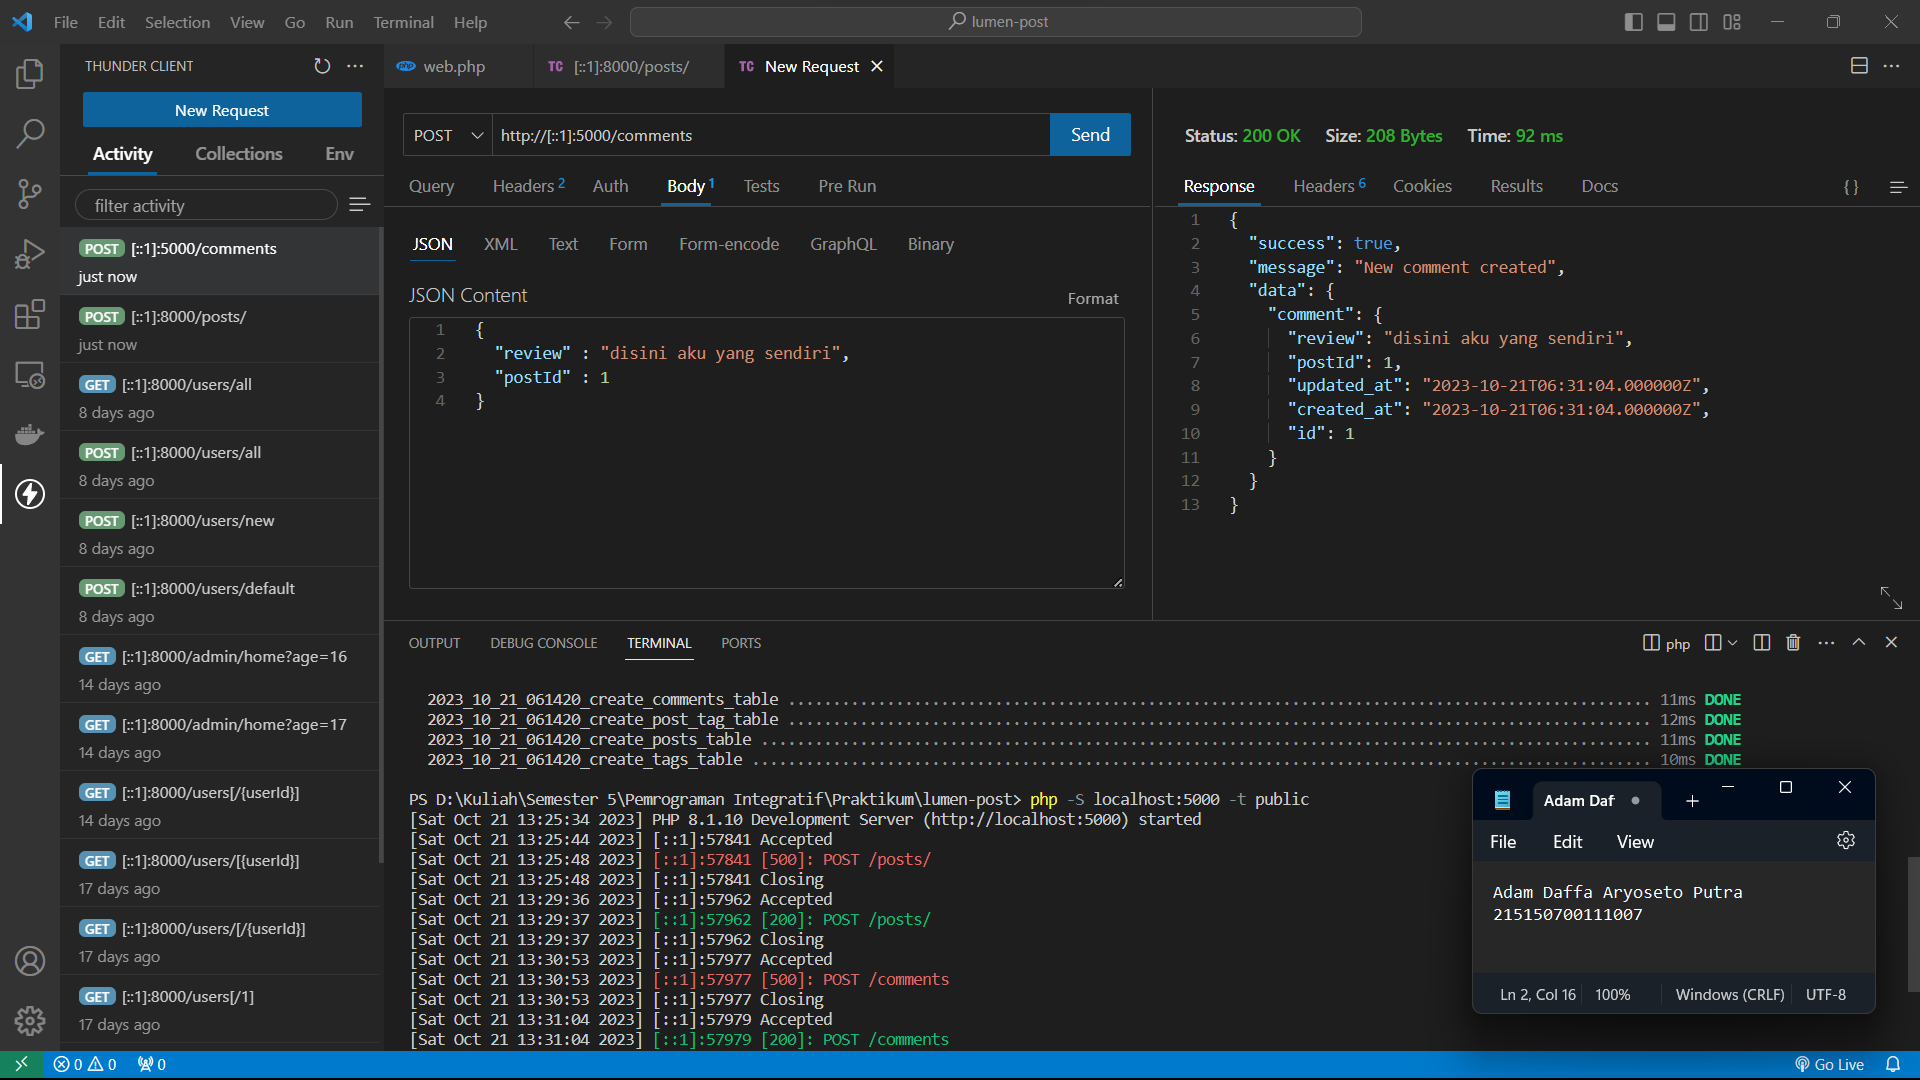 File Edit Selection View Go Run Terminal Help
lumen-post
THUNDER CLIENT
New Request
Activity Collections Env
filter activity
POST [::1]:5000/comments
just now
POST [::1]:8000/posts/
just now
GET [::1]:8000/users/all
8 days ago
POST [::1]:8000/users/all
8 days ago
POST [::1]:8000/users/new
8 days ago
POST [::1]:8000/users/default
8 days ago
GET [::1]:8000/admin/home?age=16
14 days ago
GET [::1]:8000/admin/home?age=17
14 days ago
GET [::1]:8000/users[/{userId}]
14 days ago
GET [::1]:8000/users/[{userId}]
17 days ago
GET [::1]:8000/users/[/{userId}]
17 days ago
GET [::1]:8000/users[/1]
17 days ago
php web.php
TC [::1]:8000/posts/
TC New Request
POST http://[::1]:5000/comments Send
Query Headers 2 Auth Body 1 Tests Pre Run
JSON XML Text Form Form-encode GraphQL Binary
JSON Content
Format
1 {
2 "review" : "disini aku yang sendiri",
3 "postId" : 1
4 }
Status: 200 OK Size: 208 Bytes Time: 92 ms
Response Headers 6 Cookies Results Docs {}
1 {
2 "success": true,
3 "message": "New comment created",
4 "data": {
5 "comment": {
6 "review": "disini aku yang sendiri",
7 "postId": 1,
8 "updated_at": "2023-10-21T06:31:04.000000Z",
9 "created_at": "2023-10-21T06:31:04.000000Z",
10 "id": 1
11 }
12 }
13 }
OUTPUT DEBUG CONSOLE TERMINAL PORTS
php
2023_10_21_061420_create_comments_table ................ 11ms DONE
2023_10_21_061420_create_post_tag_table ................ 12ms DONE
2023_10_21_061420_create_posts_table ................ 11ms DONE
2023_10_21_061420_create_tags_table ................ 10ms DONE
PS D:\Kuliah\Semester 5\Pemrograman Integratif\Praktikum\lumen-post> php -S localhost:5000 -t public
[Sat Oct 21 13:25:34 2023] PHP 8.1.10 Development Server (http://localhost:5000) started
[Sat Oct 21 13:25:44 2023] [::1]:57841 Accepted
[Sat Oct 21 13:25:48 2023] [::1]:57841 [500]: POST /posts/
[Sat Oct 21 13:25:48 2023] [::1]:57841 Closing
[Sat Oct 21 13:29:36 2023] [::1]:57962 Accepted
[Sat Oct 21 13:29:37 2023] [::1]:57962 [200]: POST /posts/
[Sat Oct 21 13:29:37 2023] [::1]:57962 Closing
[Sat Oct 21 13:30:53 2023] [::1]:57977 Accepted
[Sat Oct 21 13:30:53 2023] [::1]:57977 [500]: POST /comments
[Sat Oct 21 13:30:53 2023] [::1]:57977 Closing
[Sat Oct 21 13:31:04 2023] [::1]:57979 Accepted
[Sat Oct 21 13:31:04 2023] [::1]:57979 [200]: POST /comments
Adam Daf
File Edit View
Adam Daffa Aryoseto Putra
215150700111007
Ln 2, Col 16 100% Windows (CRLF) UTF-8
0 0 0
Go Live